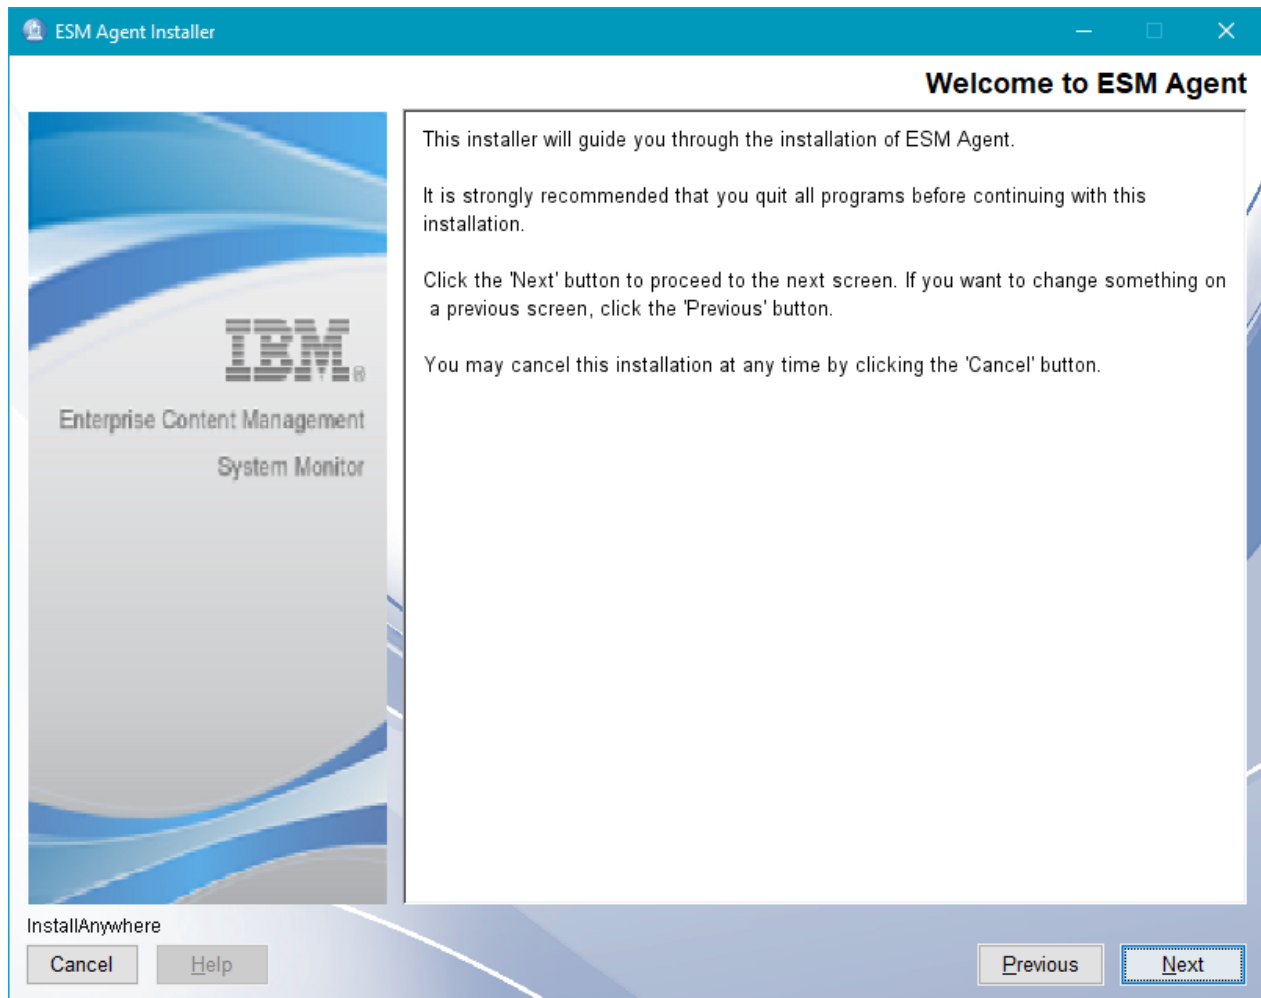 ESM Agent Installer
Welcome to ESM Agent
This installer will guide you through the installation of ESM Agent.
It is strongly recommended that you quit all programs before continuing with this
installation.
Click the 'Next' button to proceed to the next screen. If you want to change something on
a previous screen, click the 'Previous' button.
You may cancel this installation at any time by clicking the 'Cancel' button.
IBM®
Enterprise Content Management
System Monitor
InstallAnywhere
Cancel
Help
Previous
Next